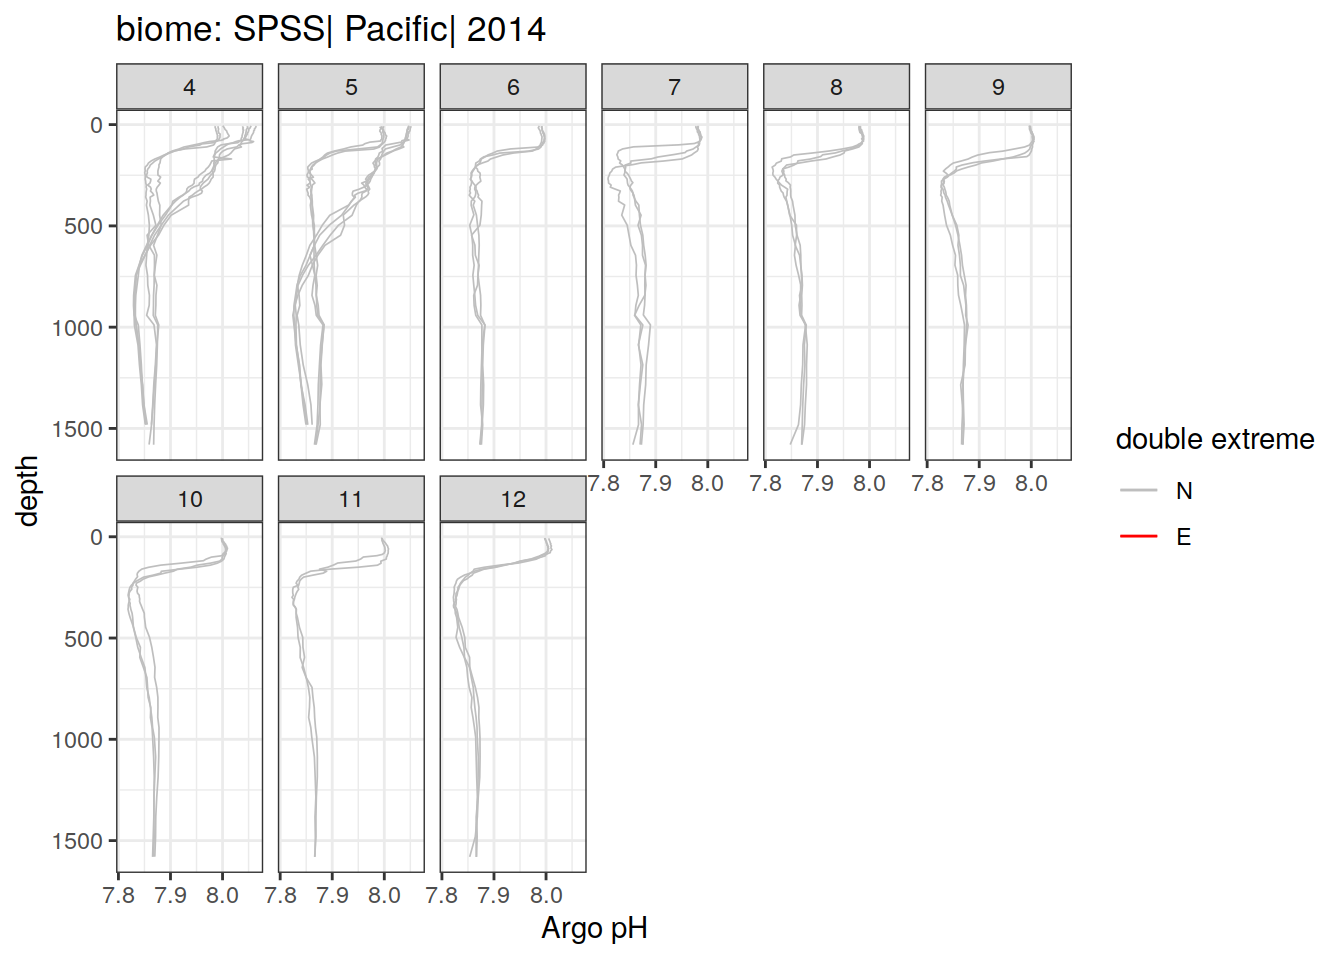 biome: SPSS| Pacific| 2014
4 5 6 7 8 9
0
500
1000
1500
7.8 7.9 8.0 7.8 7.9 8.0 7.8 7.9 8.0
10 11 12
0
500
1000
1500
7.8 7.9 8.0 7.8 7.9 8.0 7.8 7.9 8.0
Argo pH
depth
double extreme
N
E